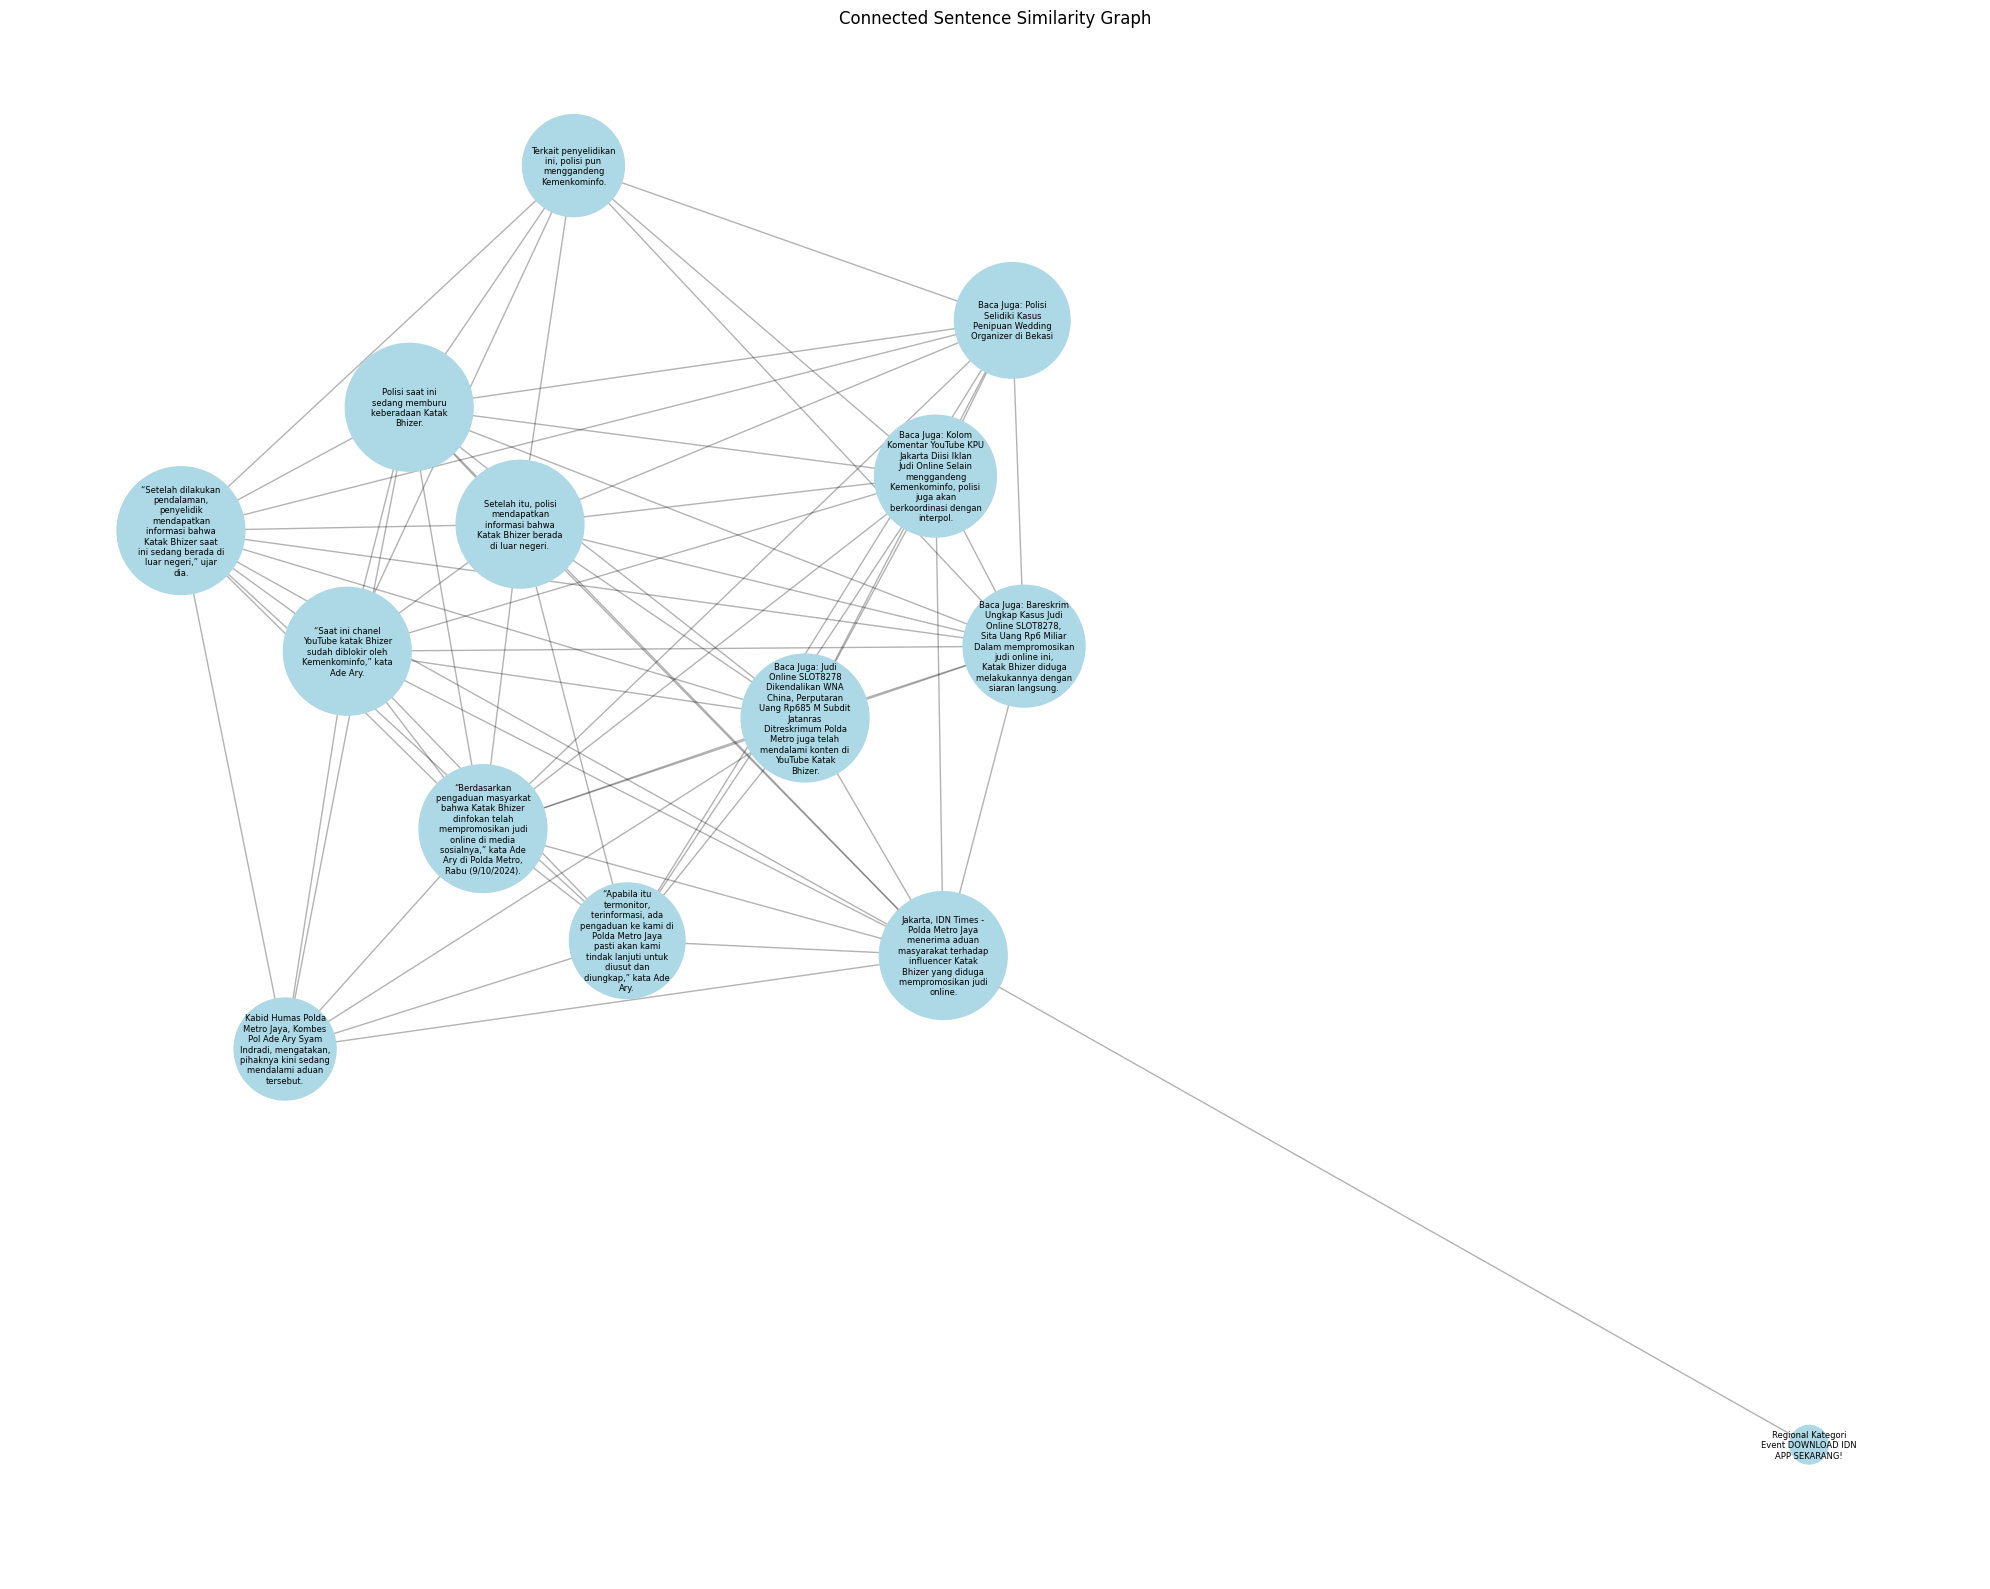 Connected Sentence Similarity Graph
Terkait penyelidikan
ini, polisi pun
menggandeng
Kemenkominfo.
Baca Juga: Polisi
Selidiki Kasus
Penipuan Wedding
Organizer di Bekasi
Polisi saat ini
sedang memburu
keberadaan Katak
Bhizer.
Baca Juga: Kolom
Komentar YouTube KPU
Jakarta Diisi Iklan
Judi Online Selain
menggandeng
Kemenkominfo, polisi
juga akan
berkoordinasi dengan
interpol.
“Setelah dilakukan
pendalaman,
penyelidik
mendapatkan
informasi bahwa
Katak Bhizer saat
ini sedang berada di
luar negeri,” ujar
dia.
Setelah itu, polisi
mendapatkan
informasi bahwa
Katak Bhizer berada
di luar negeri.
“Saat ini chanel
YouTube katak Bhizer
sudah diblokir oleh
Kemenkominfo,” kata
Ade Ary.
Baca Juga: Bareskrim
Ungkap Kasus Judi
Online SLOT8278,
Sita Uang Rp6 Miliar
Dalam mempromosikan
judi online ini,
Katak Bhizer diduga
melakukannya dengan
siaran langsung.
Baca Juga: Judi
Online SLOT8278
Dikendalikan WNA
China, Perputaran
Uang Rp685 M Subdit
Jatanras
Ditreskrimum Polda
Metro juga telah
mendalami konten di
YouTube Katak
Bhizer.
“Berdasarkan
pengaduan masyarkat
bahwa Katak Bhizer
dinfokan telah
mempromosikan judi
online di media
sosialnya,” kata Ade
Ary di Polda Metro,
Rabu (9/10/2024).
“Apabila itu
termonitor,
terinformasi, ada
pengaduan ke kami di
Polda Metro Jaya
pasti akan kami
tindak lanjuti untuk
diusut dan
diungkap,” kata Ade
Ary.
Jakarta, IDN Times -
Polda Metro Jaya
menerima aduan
masyarakat terhadap
influencer Katak
Bhizer yang diduga
mempromosikan judi
online.
Kabid Humas Polda
Metro Jaya, Kombes
Pol Ade Ary Syam
Indradi, mengatakan,
pihaknya kini sedang
mendalami aduan
tersebut.
Regional Kategori
Event DOWNLOAD IDN
APP SEKARANG!